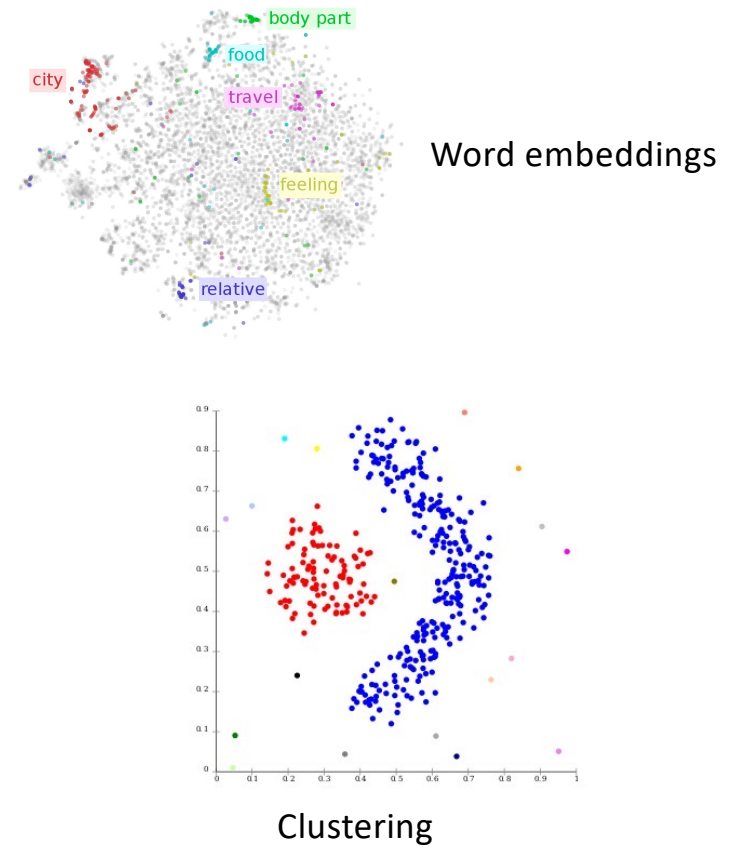 body part
food
city
travel
Word embeddings
feeling
relative
0.9
0.8
0.7
0.6
0.5
0.4
0.3
0.2
0.1
0
0 0.1 0.2 0.3 0.4 0.5 0.6 0.7 0.8 0.9 1
Clustering